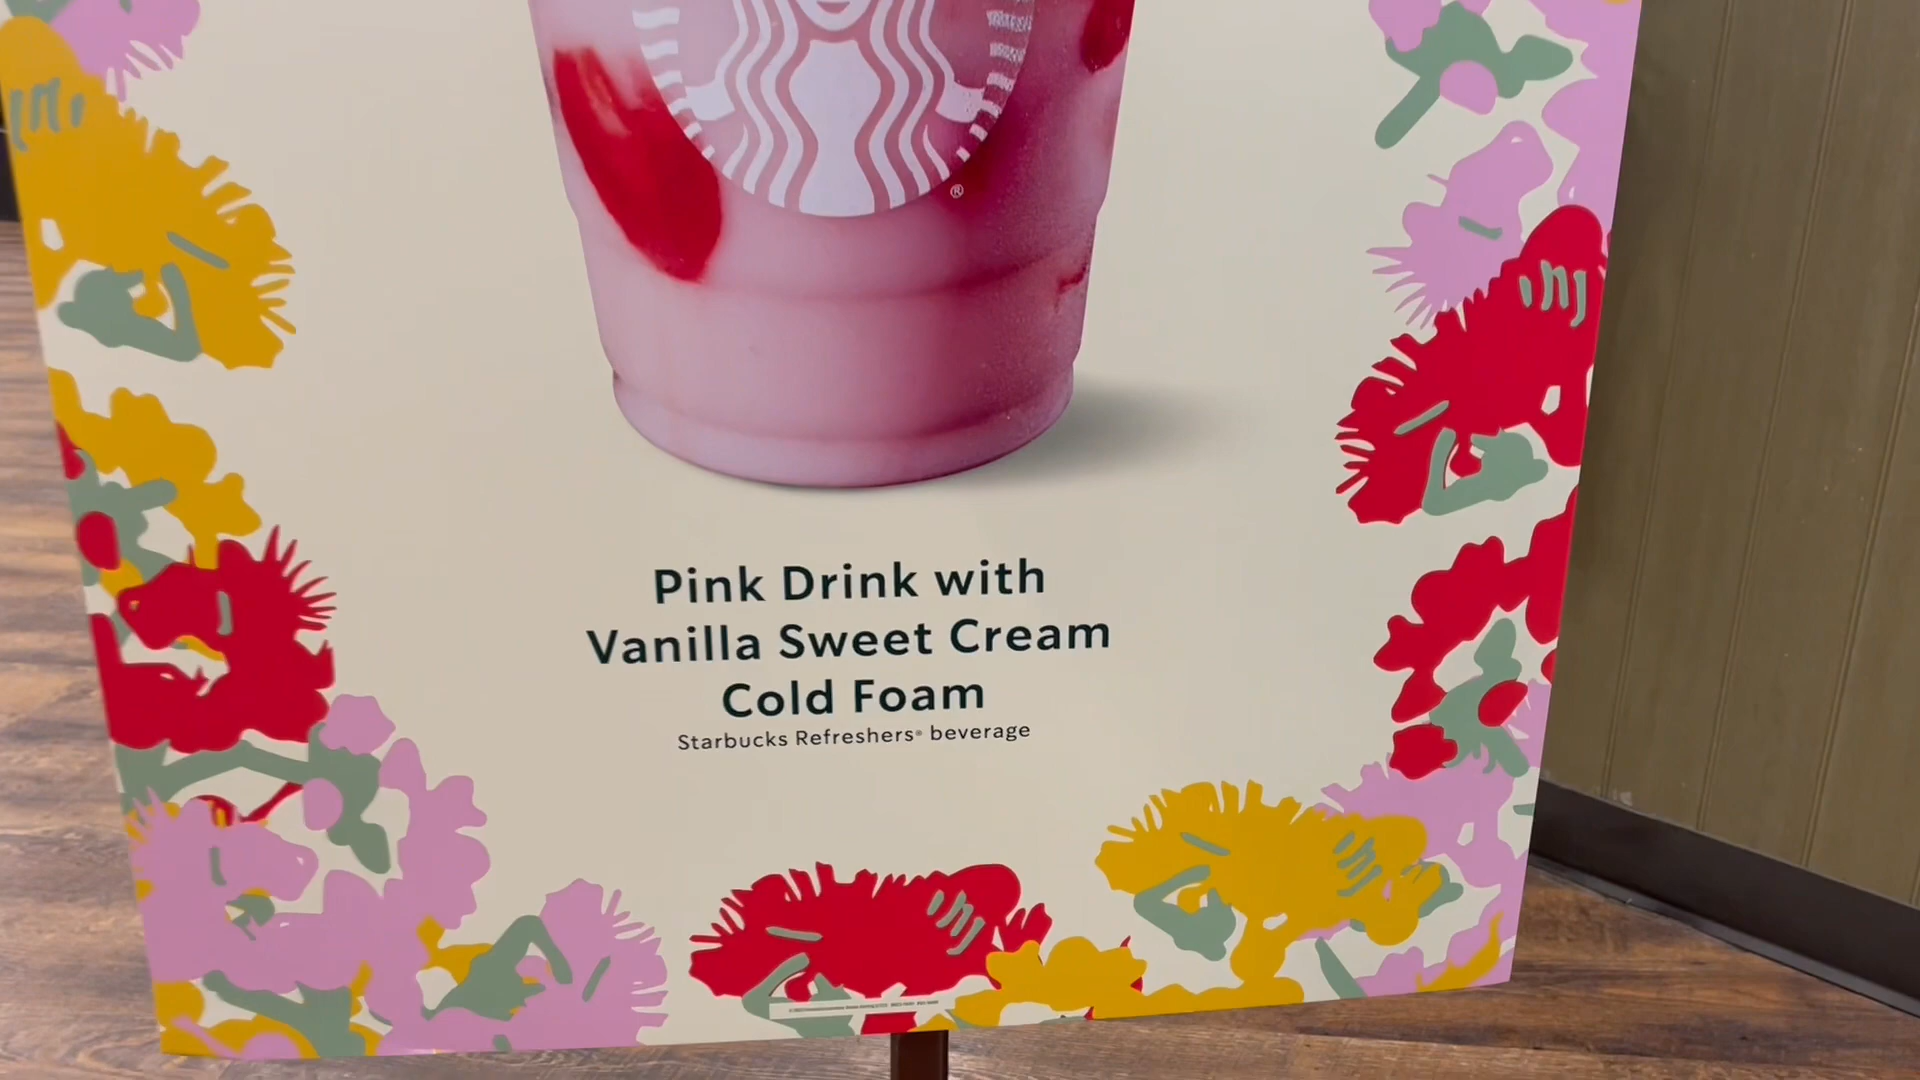 ®
Pink Drink with
Vanilla Sweet Cream
Cold Foam
Starbucks Refreshers® beverage